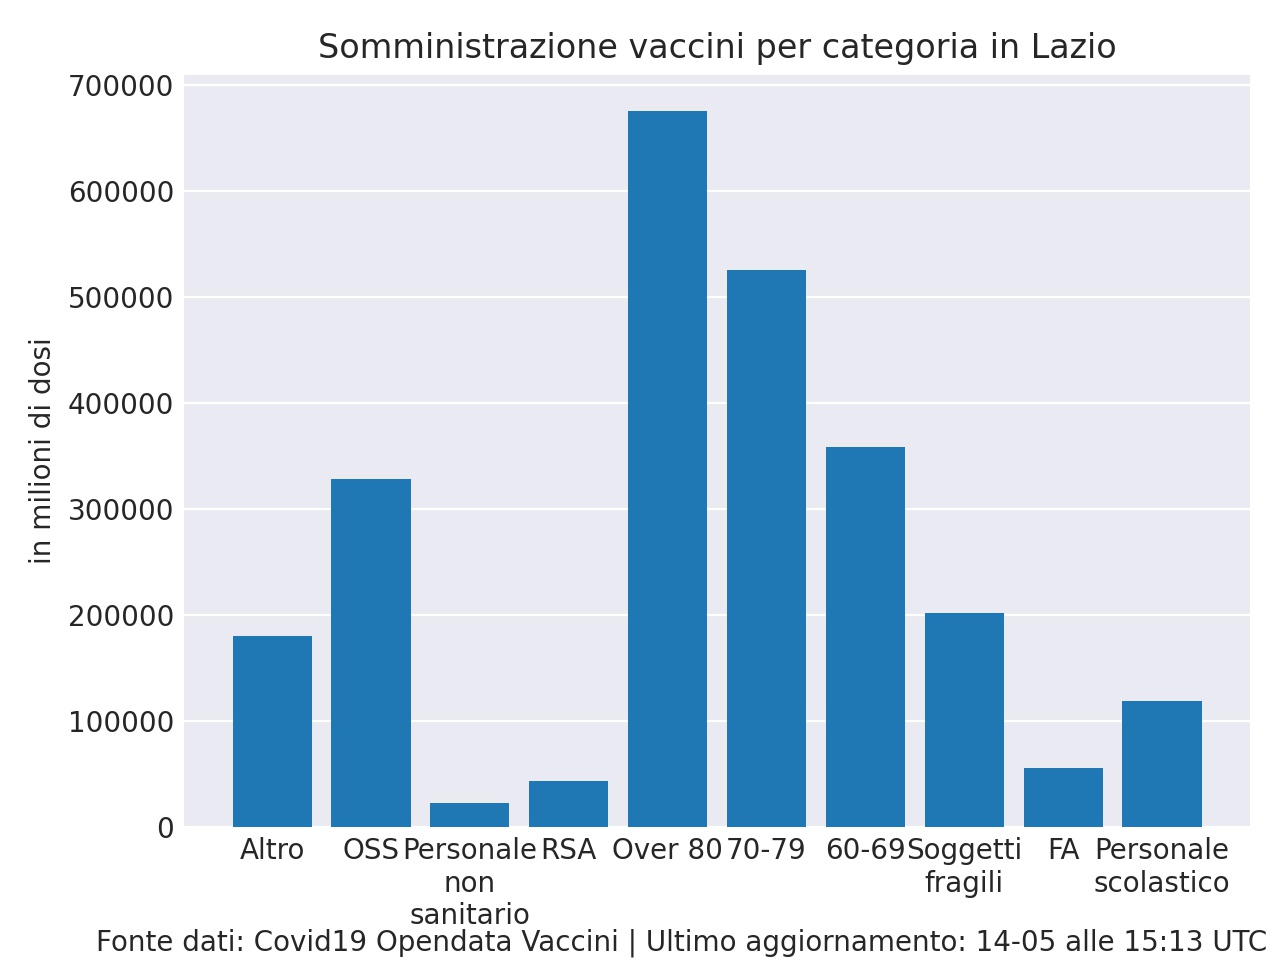 Somministrazione vaccini per categoria in Lazio
in milioni di dosi
700000
600000
500000
400000
300000
200000
100000
0
Altro
OSS
Personale
non
sanitario
RSA
Over 80
70-79
60-69
Soggetti
fragili
FA
Personale
scolastico
Fonte dati: Covid19 Opendata Vaccini | Ultimo aggiornamento: 14-05 alle 15:13 UTC